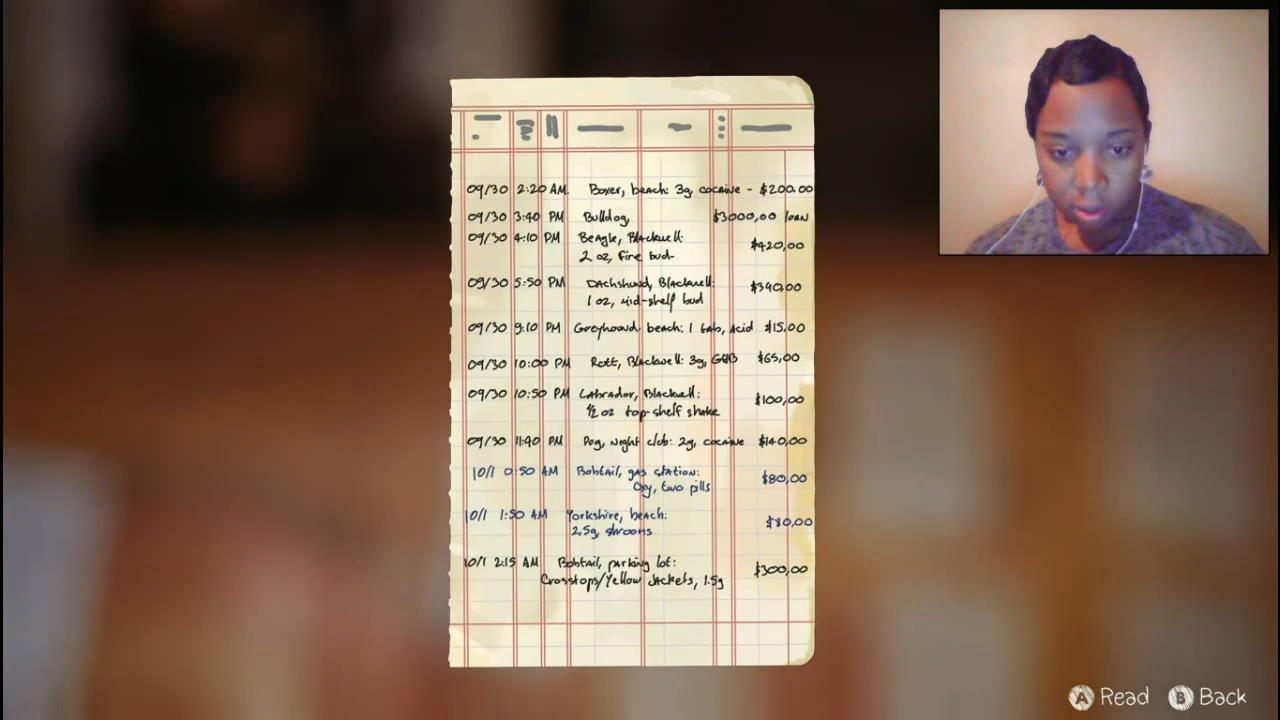 09/30 2:20 AM Boxer, beach: 3g, cocaine - $200.00
09/30 3:40 PM Bulldog, $3000,00 loan
09/30 4:10 PM Beagle, Blackwell: $420,00
2 oz, fire bud-
09/30 5:50 PM Dachshund, Blackwell: $340,00
1 oz, mid-shelf bud
09/30 9:10 PM Greyhound, beach: 1 tab, acid $15,00
09/30 10:00 PM Rott, Blackwell: 3g, GHB $65,00
09/30 10:50 PM Labrador, Blackwell: $100,00
1/2 oz top-shelf shake
09/30 11:40 PM Pug, night club: 2g, cocaine $140,00
10/1 0:50 AM Bobtail, gas station: $80,00
Oxy, two pills
10/1 1:50 AM Yorkshire, beach: $80,00
2,5g, shrooms
10/1 2:15 AM Bobtail, parking lot: $300,00
Crosstops/Yellow Jackets, 1.5g
A Read B Back